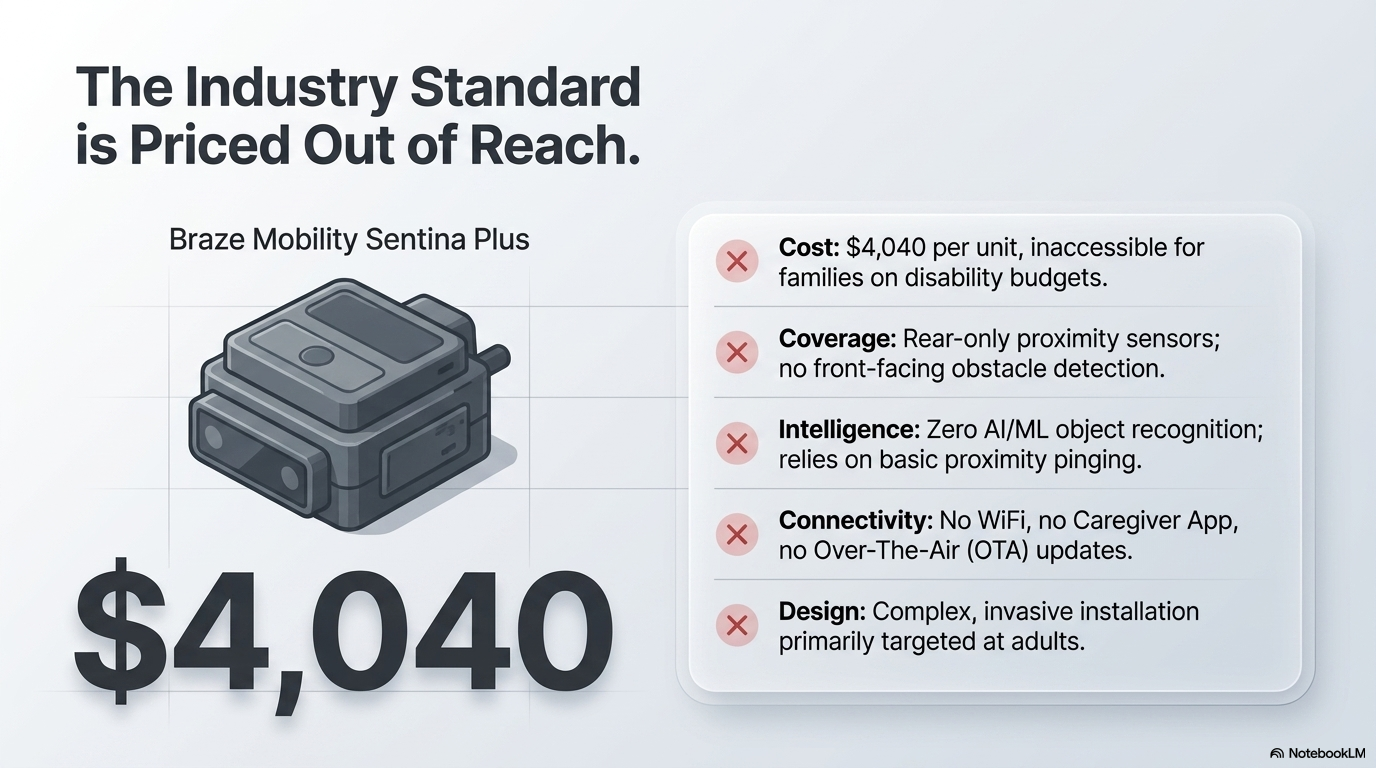 The Industry Standard
is Priced Out of Reach.
Braze Mobility Sentina Plus
$4,040
Cost: $4,040 per unit, inaccessible for
families on disability budgets.
Coverage: Rear-only proximity sensors;
no front-facing obstacle detection.
Intelligence: Zero AI/ML object recognition;
relies on basic proximity pinging.
Connectivity: No WiFi, no Caregiver App,
no Over-The-Air (OTA) updates.
Design: Complex, invasive installation
primarily targeted at adults.
NotebookLM